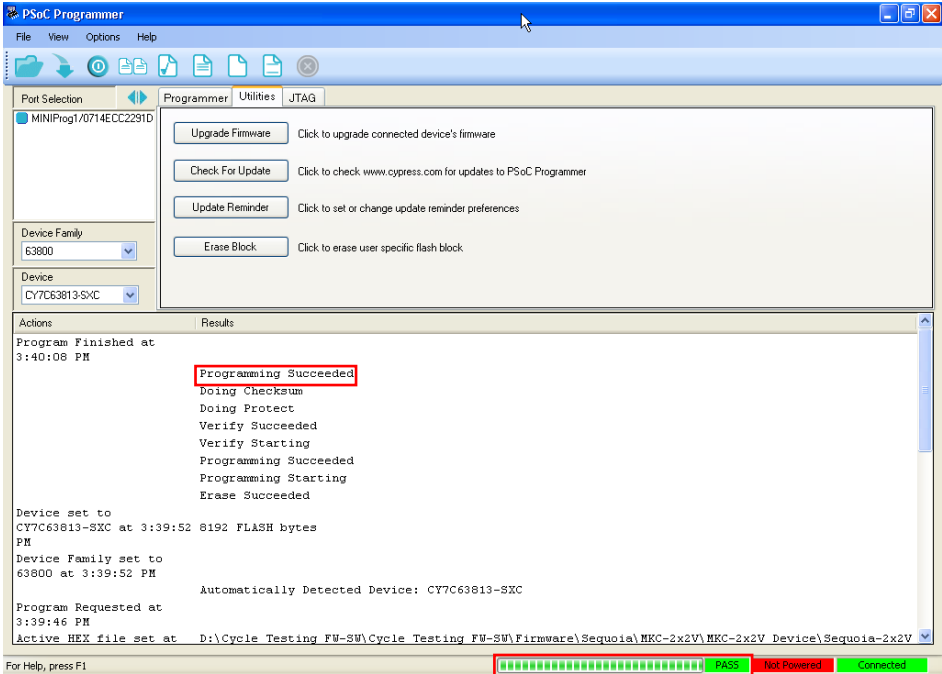 PSoC Programmer
File View Options Help
Port Selection
Programmer Utilities JTAG
MINIProg1/0714ECC2291D
Upgrade Firmware Click to upgrade connected device's firmware
Check For Update Click to check www.cypress.com for updates to PSoC Programmer
Update Reminder Click to set or change update reminder preferences
Erase Block Click to erase user specific flash block
Device Family
63800
Device
CY7C63813-SXC
Actions Results
Program Finished at
3:40:08 PM
Programming Succeeded
Doing Checksum
Doing Protect
Verify Succeeded
Verify Starting
Programming Succeeded
Programming Starting
Erase Succeeded
Device set to
CY7C63813-SXC at 3:39:52 8192 FLASH bytes
PM
Device Family set to
63800 at 3:39:52 PM
Automatically Detected Device: CY7C63813-SXC
Program Requested at
3:39:46 PM
Active HEX file set at D:\Cycle Testing FW-SW\Cycle Testing FW-SW\Firmware\Sequoia\MKC-2x2V\MKC-2x2V Device\Sequoia-2x2V
For Help, press F1 PASS Not Powered Connected